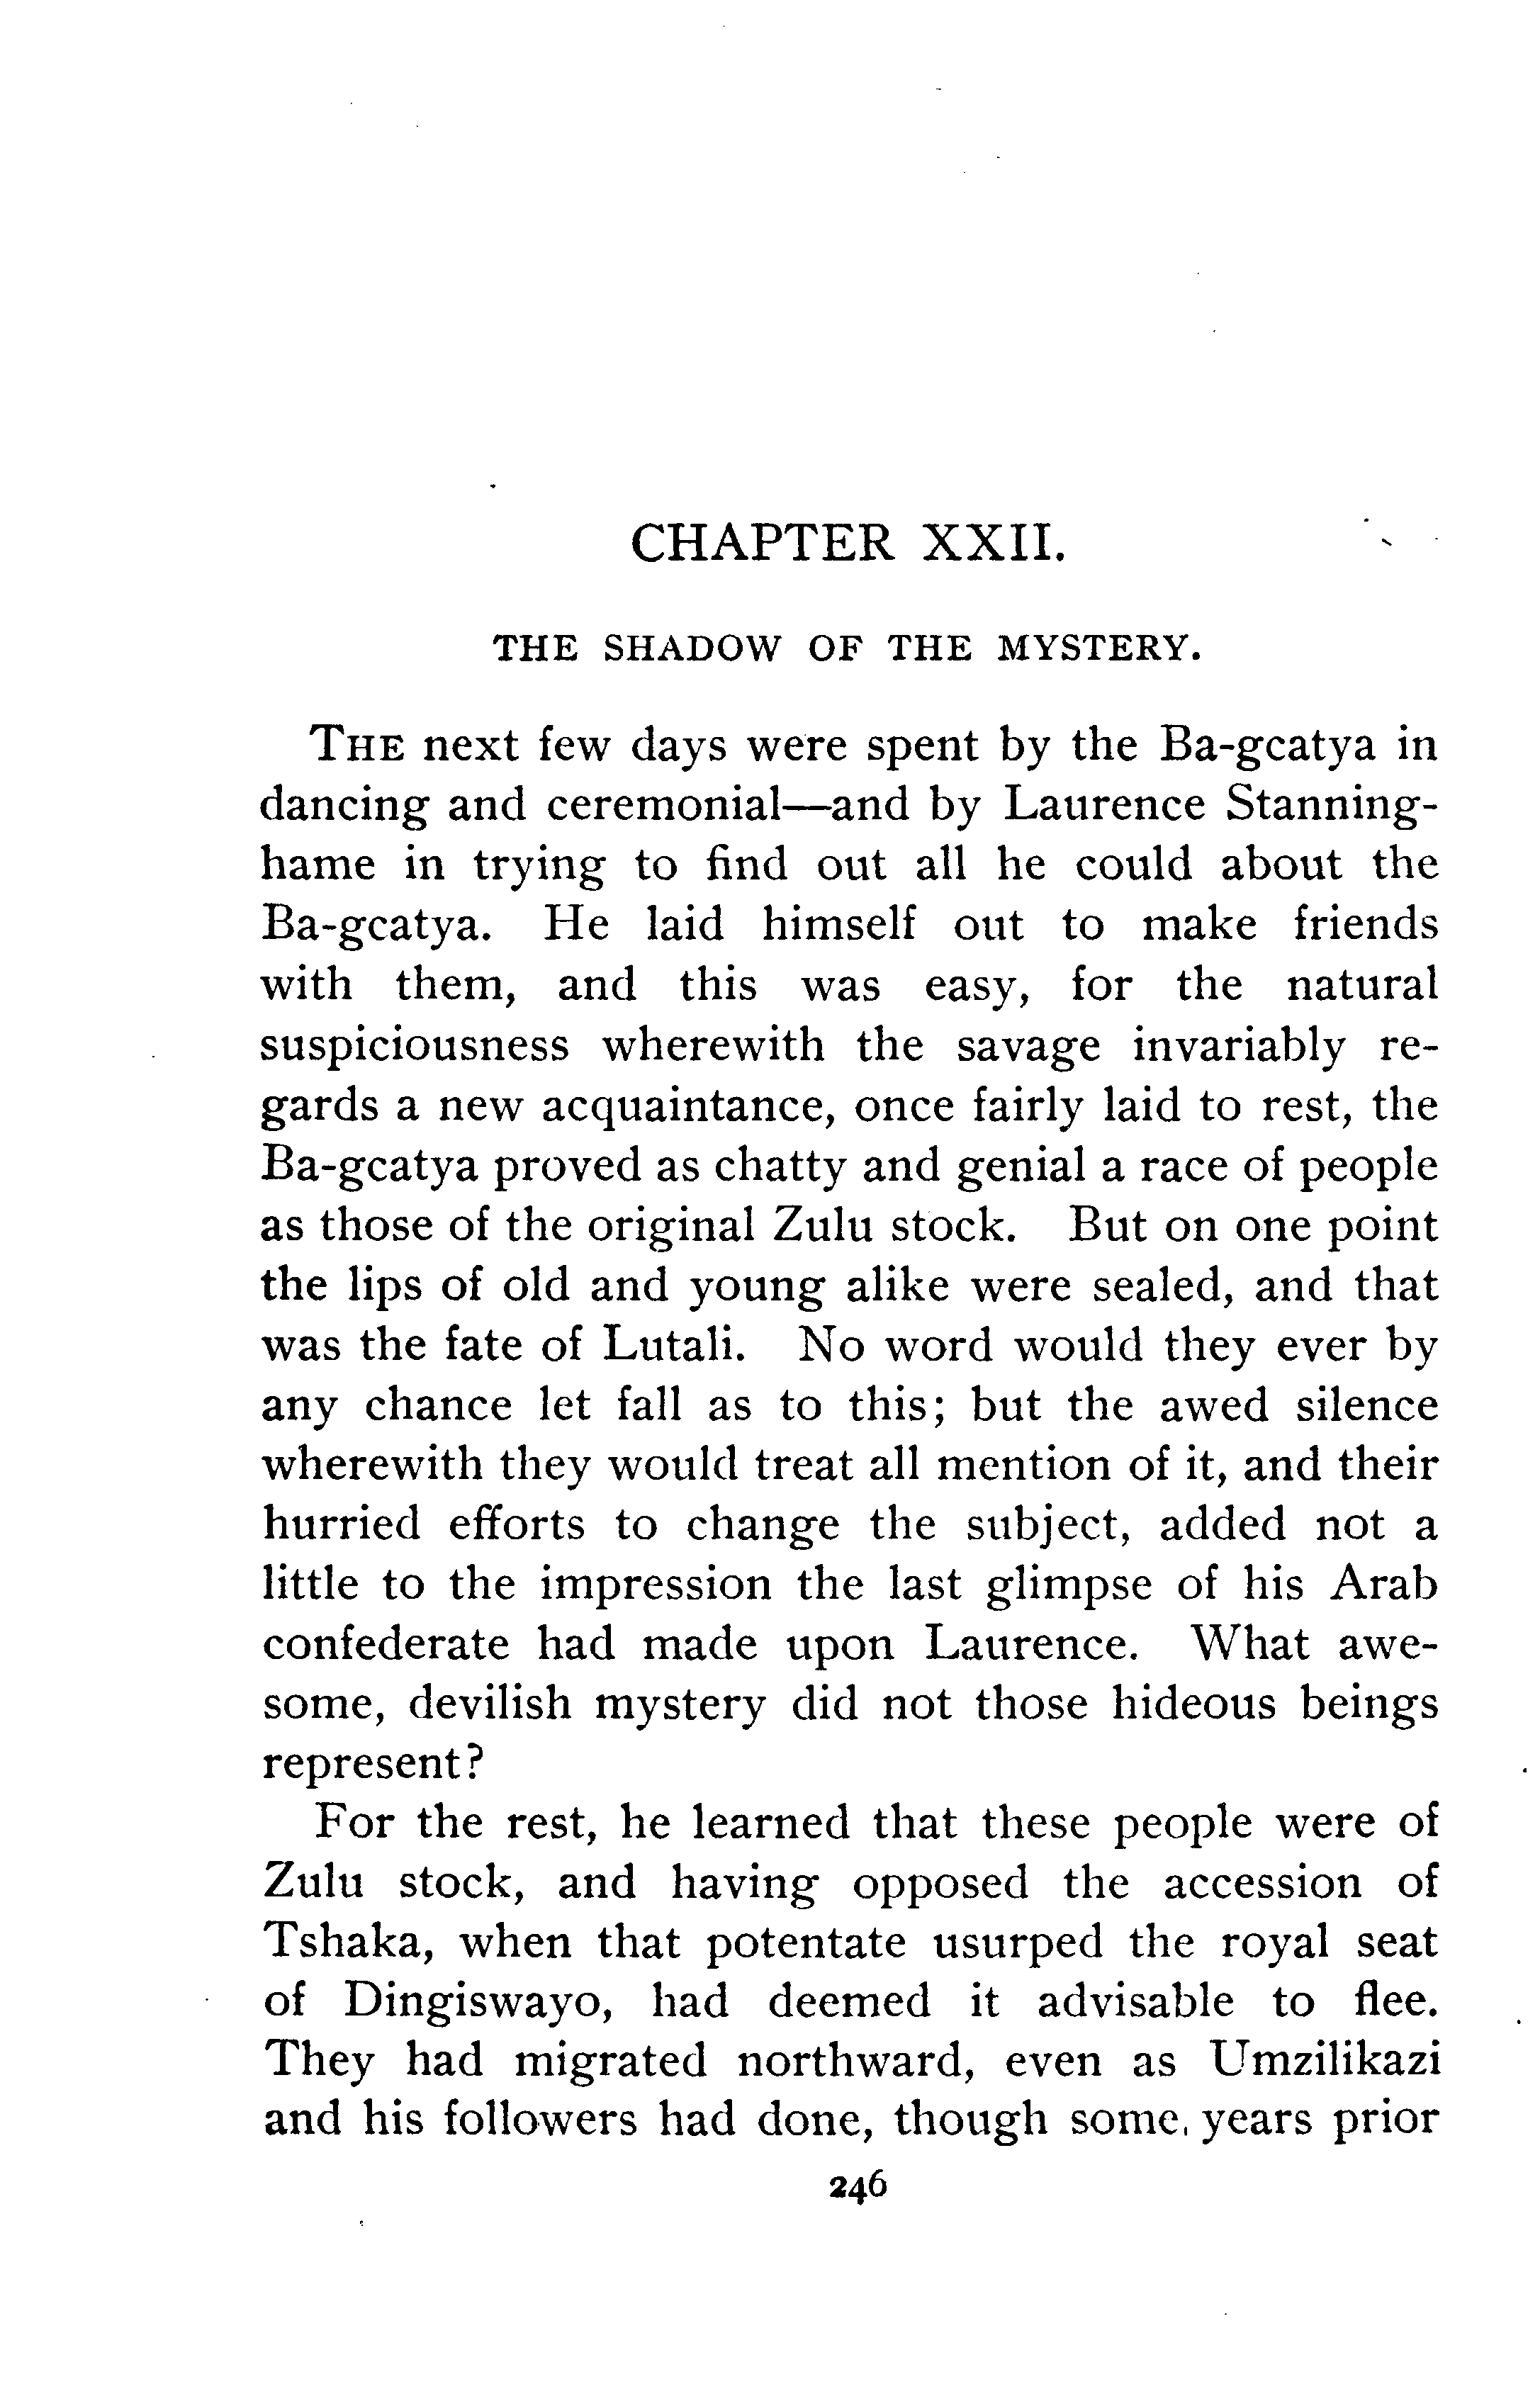 CHAPTER XXII.
THE SHADOW OF THE MYSTERY.
THE next few days were spent by the Ba-gcatya in
dancing and ceremonial—and by Laurence Stanning-
hame in trying to find out all he could about the
Ba-gcatya. He laid himself out to make friends
with them, and this was easy, for the natural
suspiciousness wherewith the savage invariably re-
gards a new acquaintance, once fairly laid to rest, the
Ba-gcatya proved as chatty and genial a race of people
as those of the original Zulu stock. But on one point
the lips of old and young alike were sealed, and that
was the fate of Lutali. No word would they ever by
any chance let fall as to this; but the awed silence
wherewith they would treat all mention of it, and their
hurried efforts to change the subject, added not a
little to the impression the last glimpse of his Arab
confederate had made upon Laurence. What awe-
some, devilish mystery did not those hideous beings
represent?
For the rest, he learned that these people were of
Zulu stock, and having opposed the accession of
Tshaka, when that potentate usurped the royal seat
of Dingiswayo, had deemed it advisable to flee.
They had migrated northward, even as Umzilikazi
and his followers had done, though some years prior
246